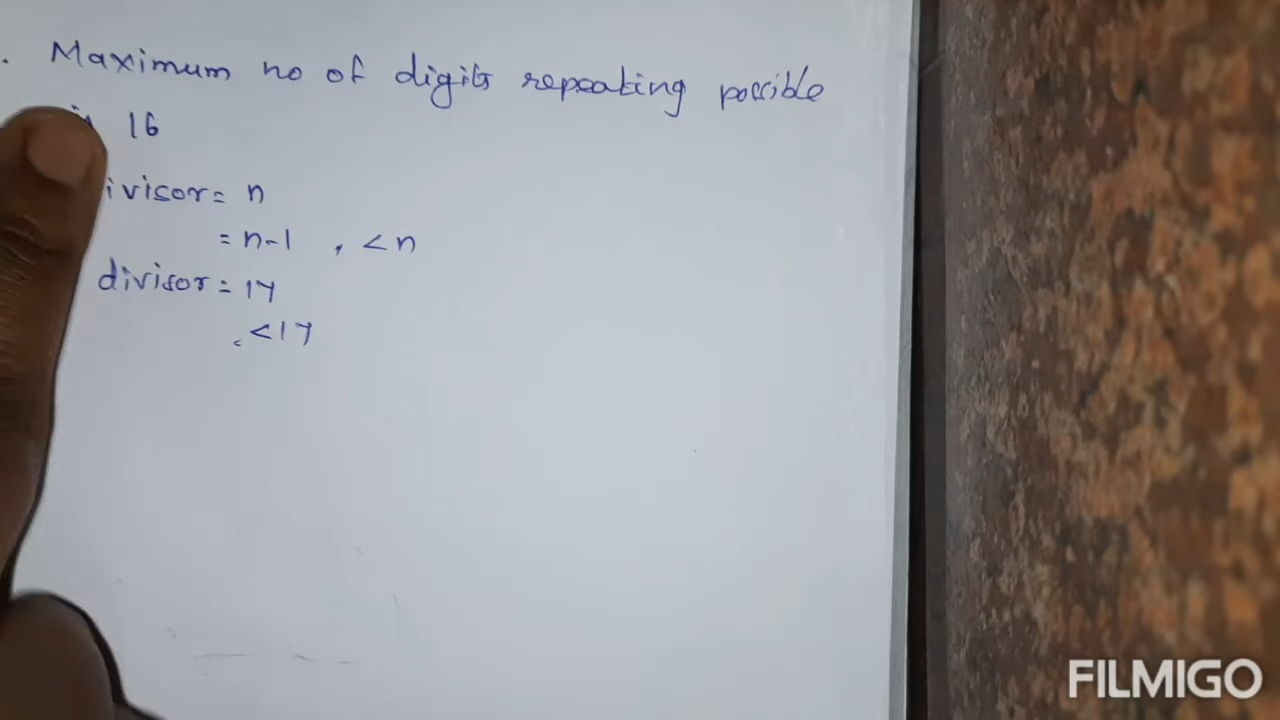 . Maximum no of digits repeating possible
16
ivisor = n
= n-1 , < n
divisor = 17
. < 17
FILMIGO